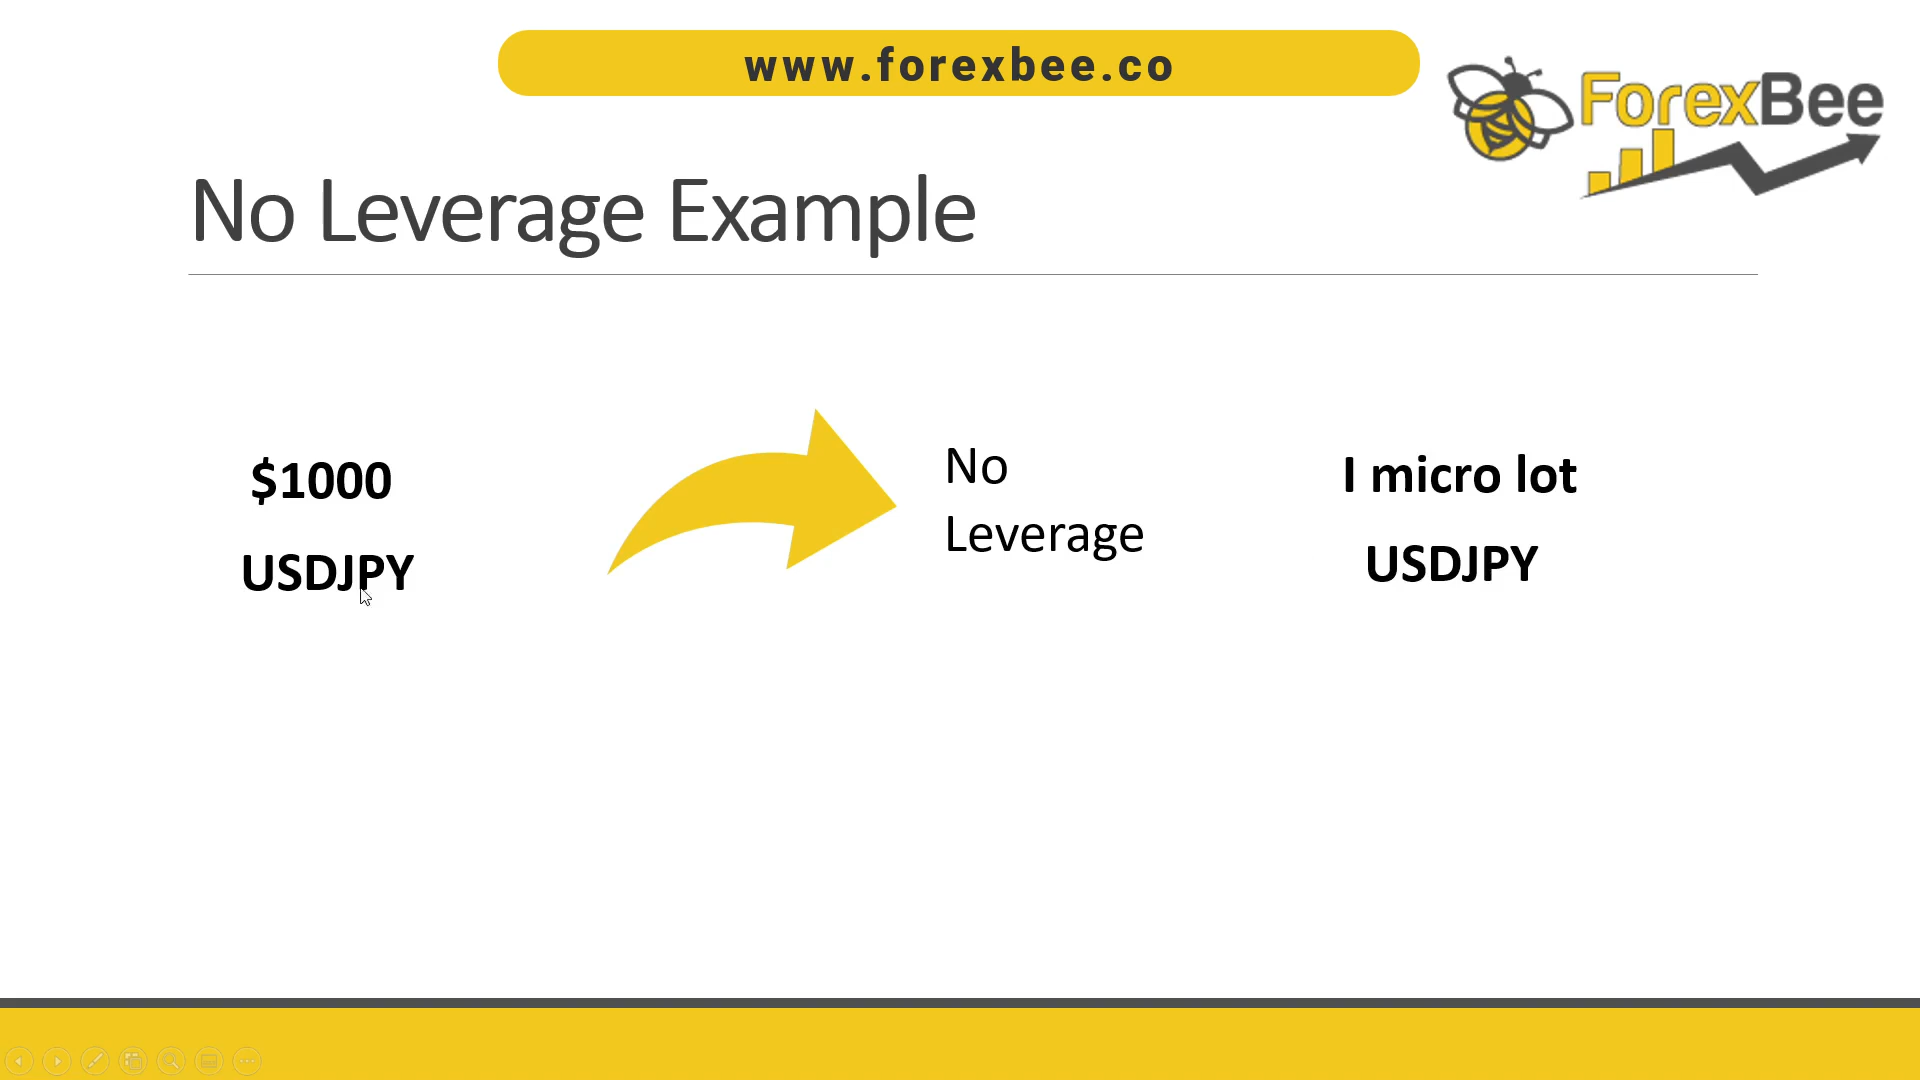 www.forexbee.co
ForexBee
No Leverage Example
$1000
USDJPY
No
Leverage
I micro lot
USDJPY